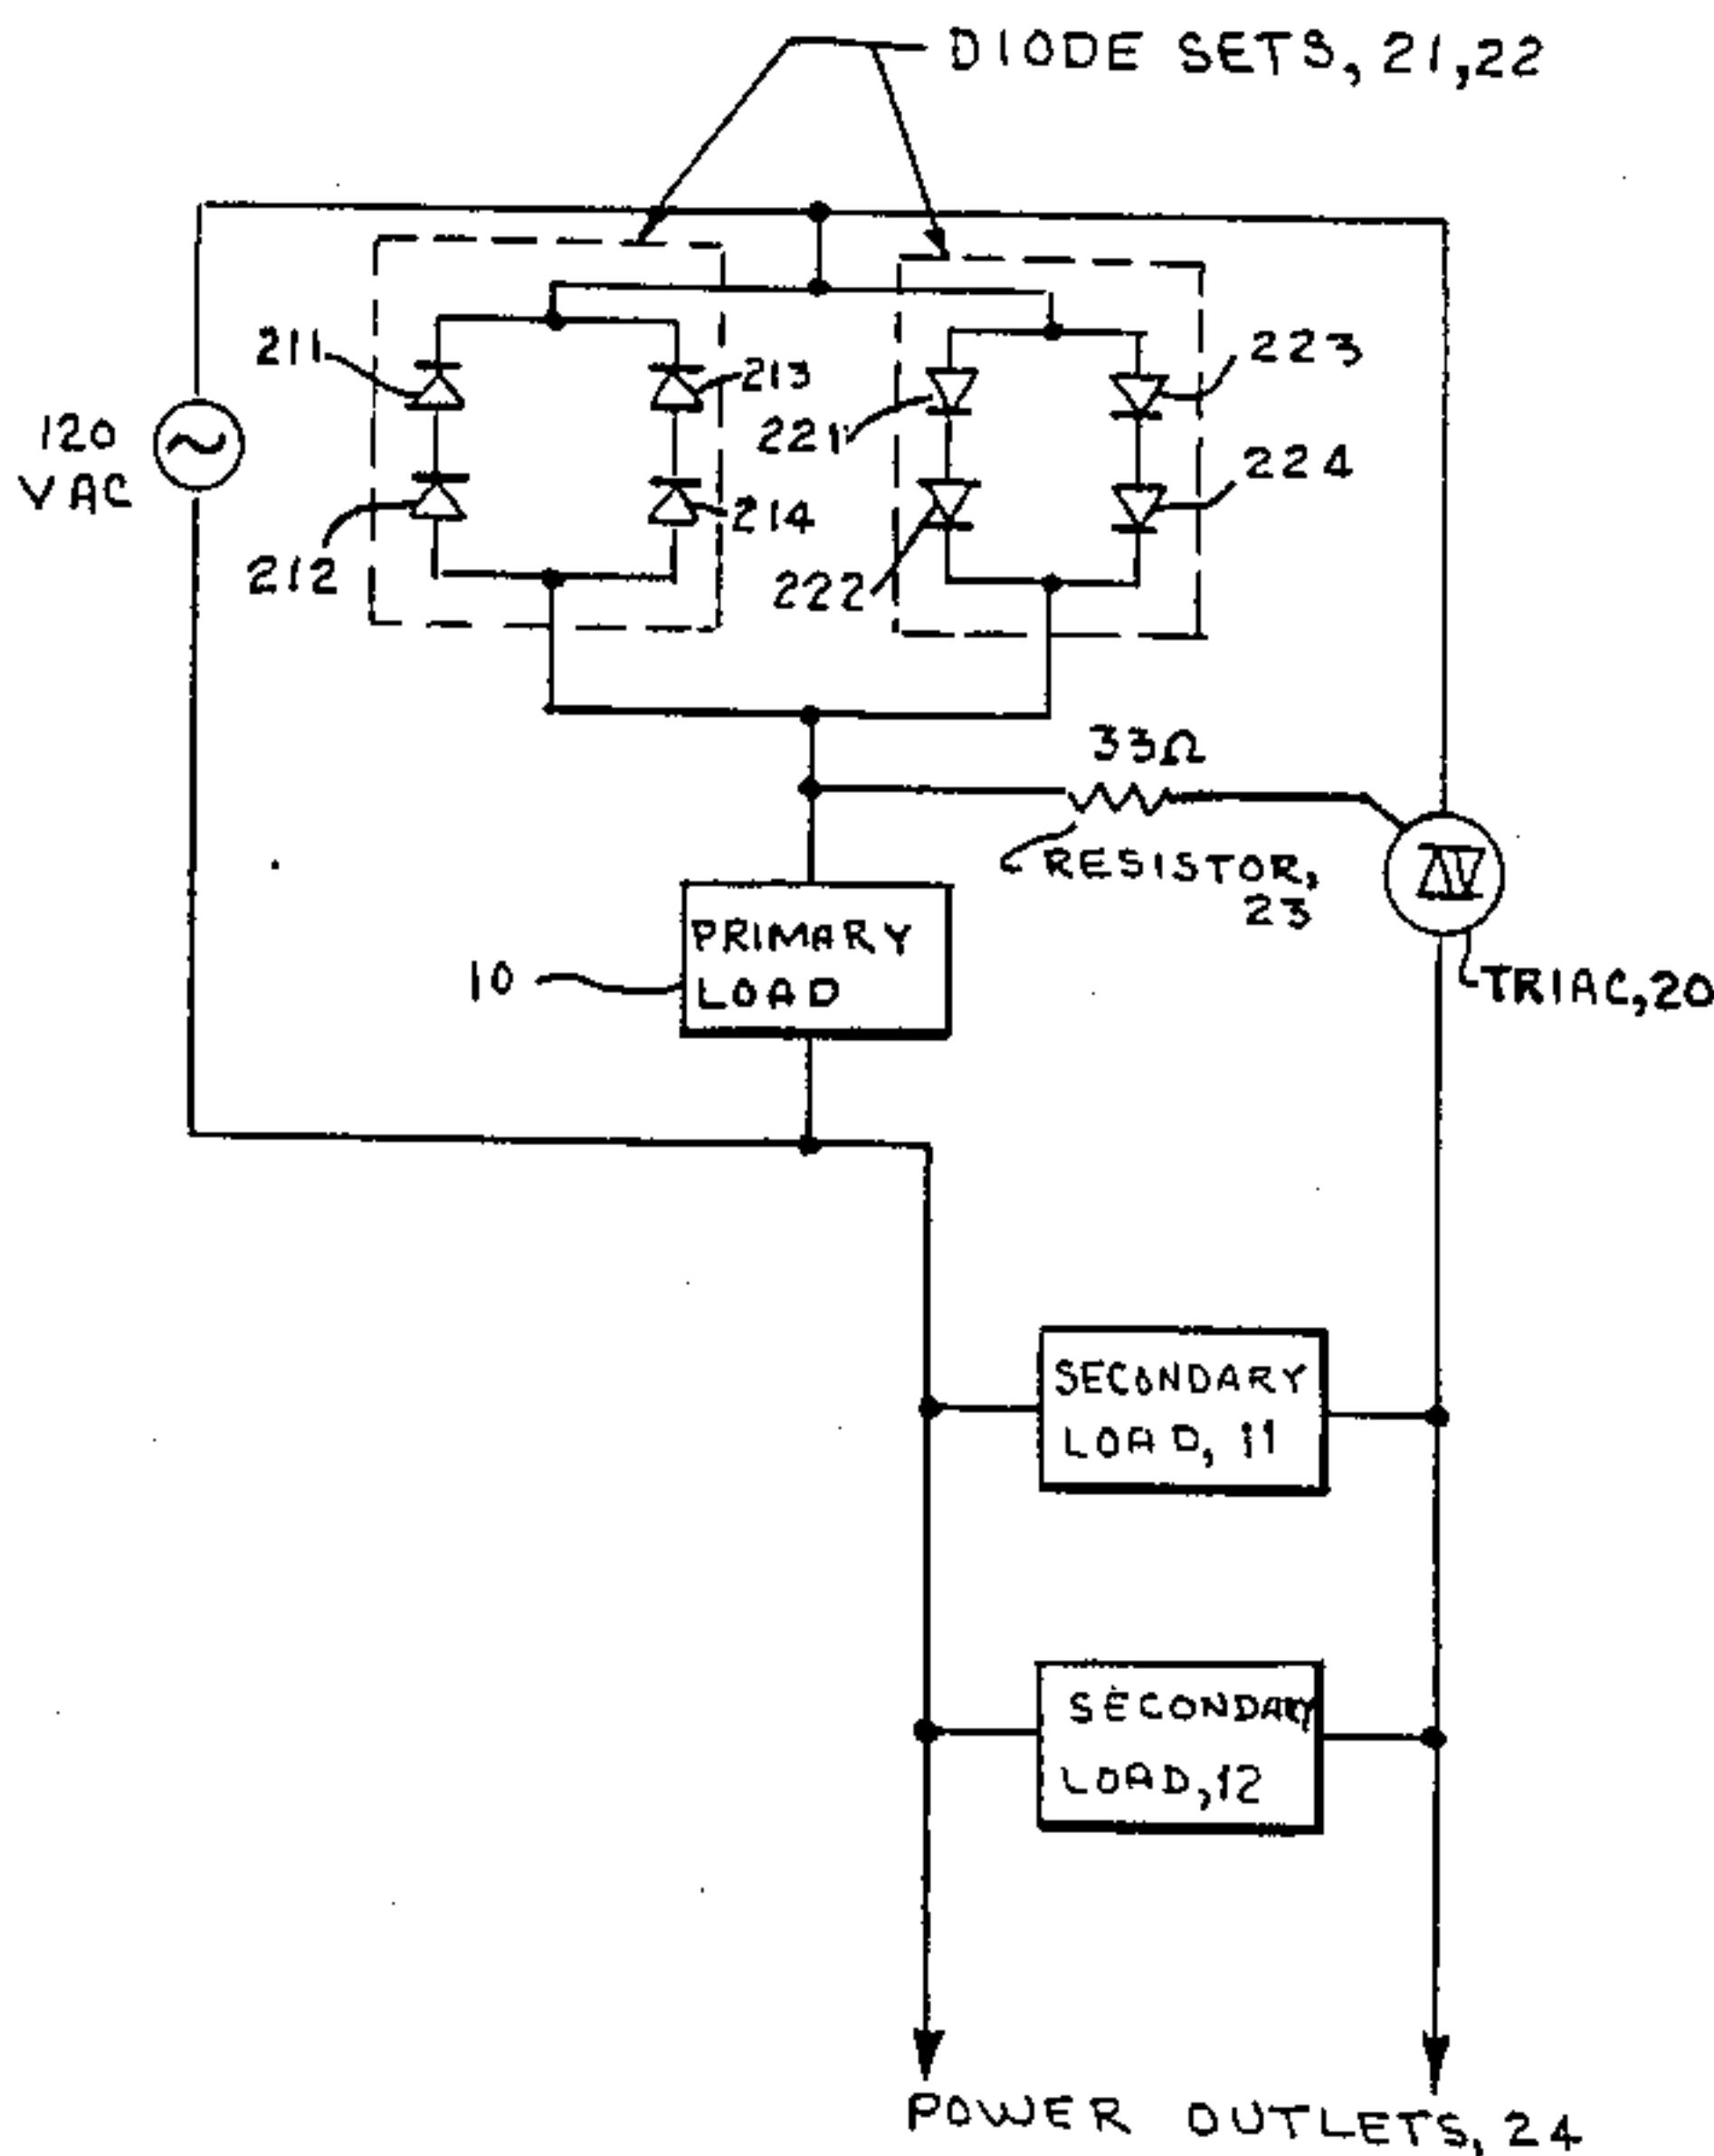 DIODE SETS, 21,22
211
213
223
120
VAC
221
224
212
214
222
33Ω
RESISTOR,
23
PRIMARY
LOAD
10
TRIAC,20
SECONDARY
LOAD, 11
SECONDARY
LOAD,12
POWER OUTLETS, 24